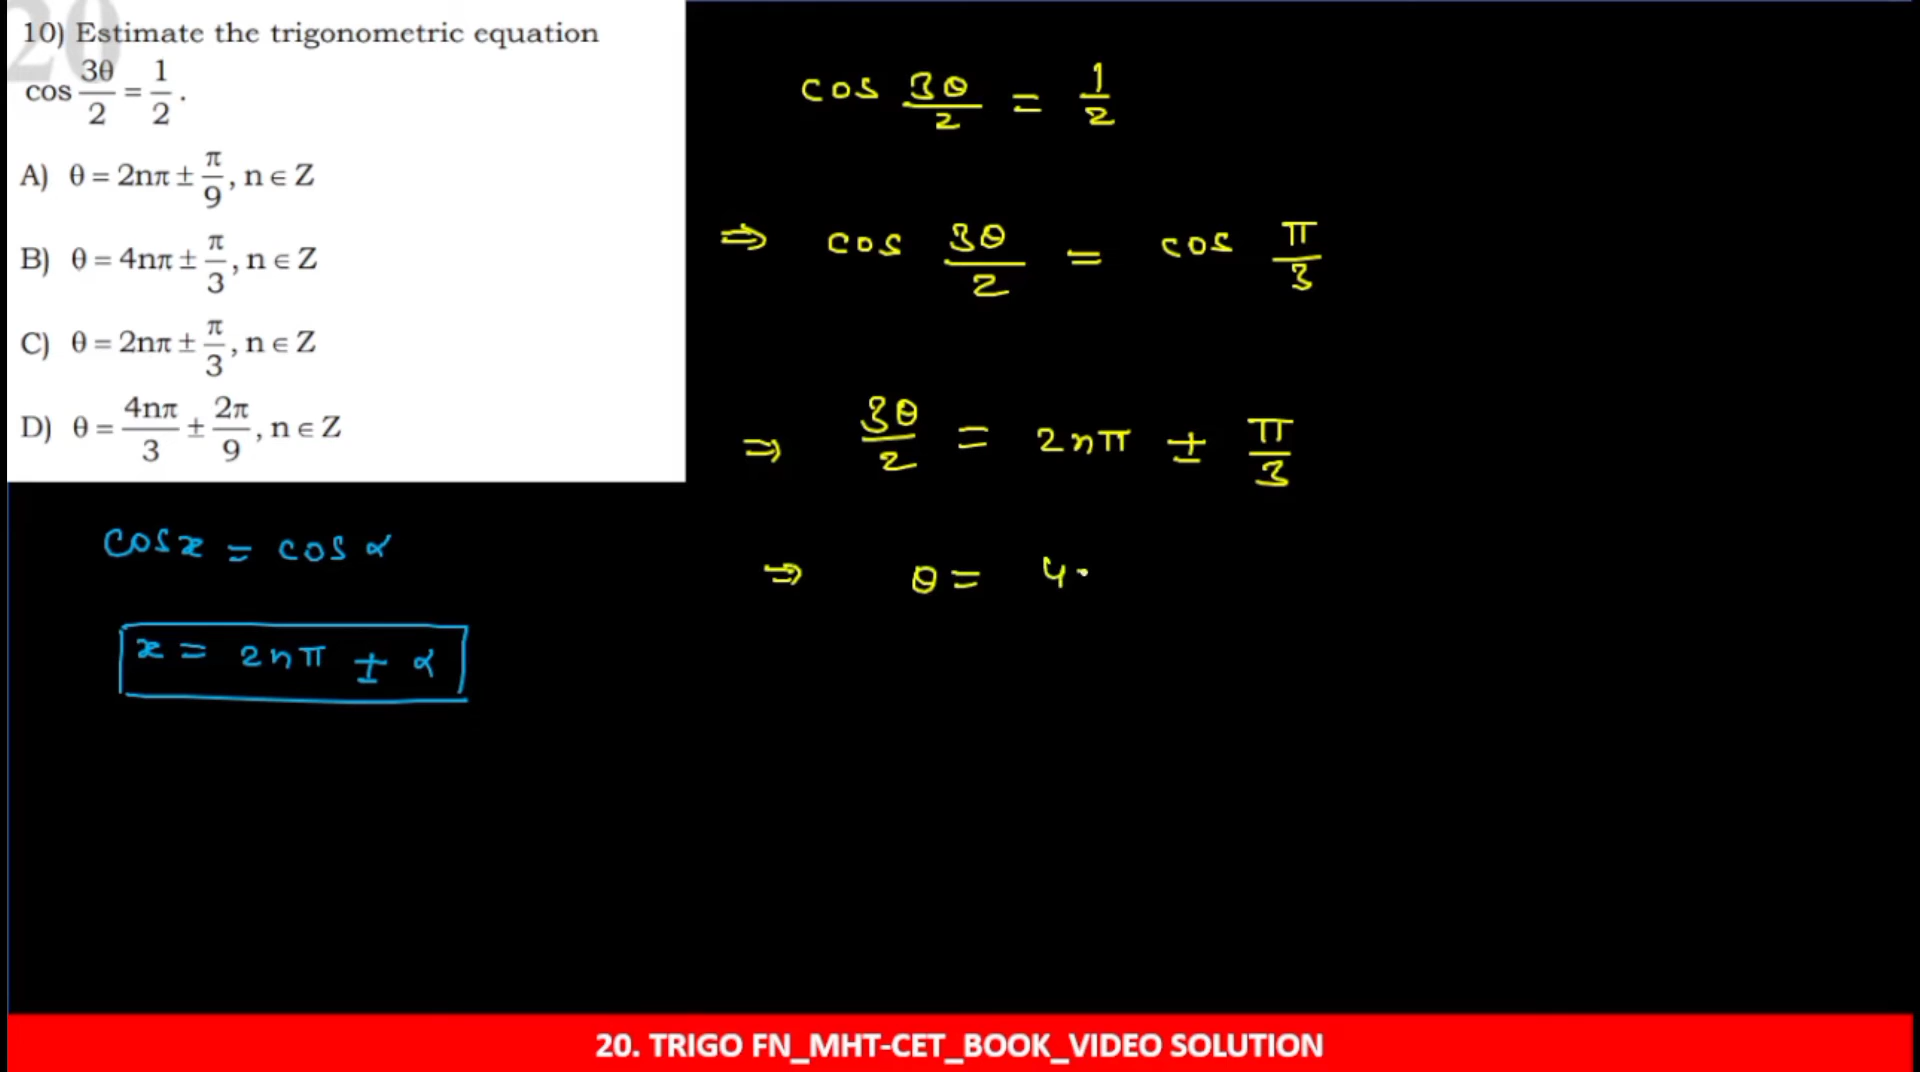 20
10) Estimate the trigonometric equation
cos 3θ/2 = 1/2 .
A) θ = 2nπ ± π/9 , n ∈ Z
B) θ = 4nπ ± π/3 , n ∈ Z
C) θ = 2nπ ± π/3 , n ∈ Z
D) θ = 4nπ/3 ± 2π/9 , n ∈ Z
cos x = cos α
x = 2nπ ± α
cos 3θ/2 = 1/2
⇒ cos 3θ/2 = cos π/3
⇒ 3θ/2 = 2nπ ± π/3
⇒ θ = 4
20. TRIGO FN_MHT-CET_BOOK_VIDEO SOLUTION